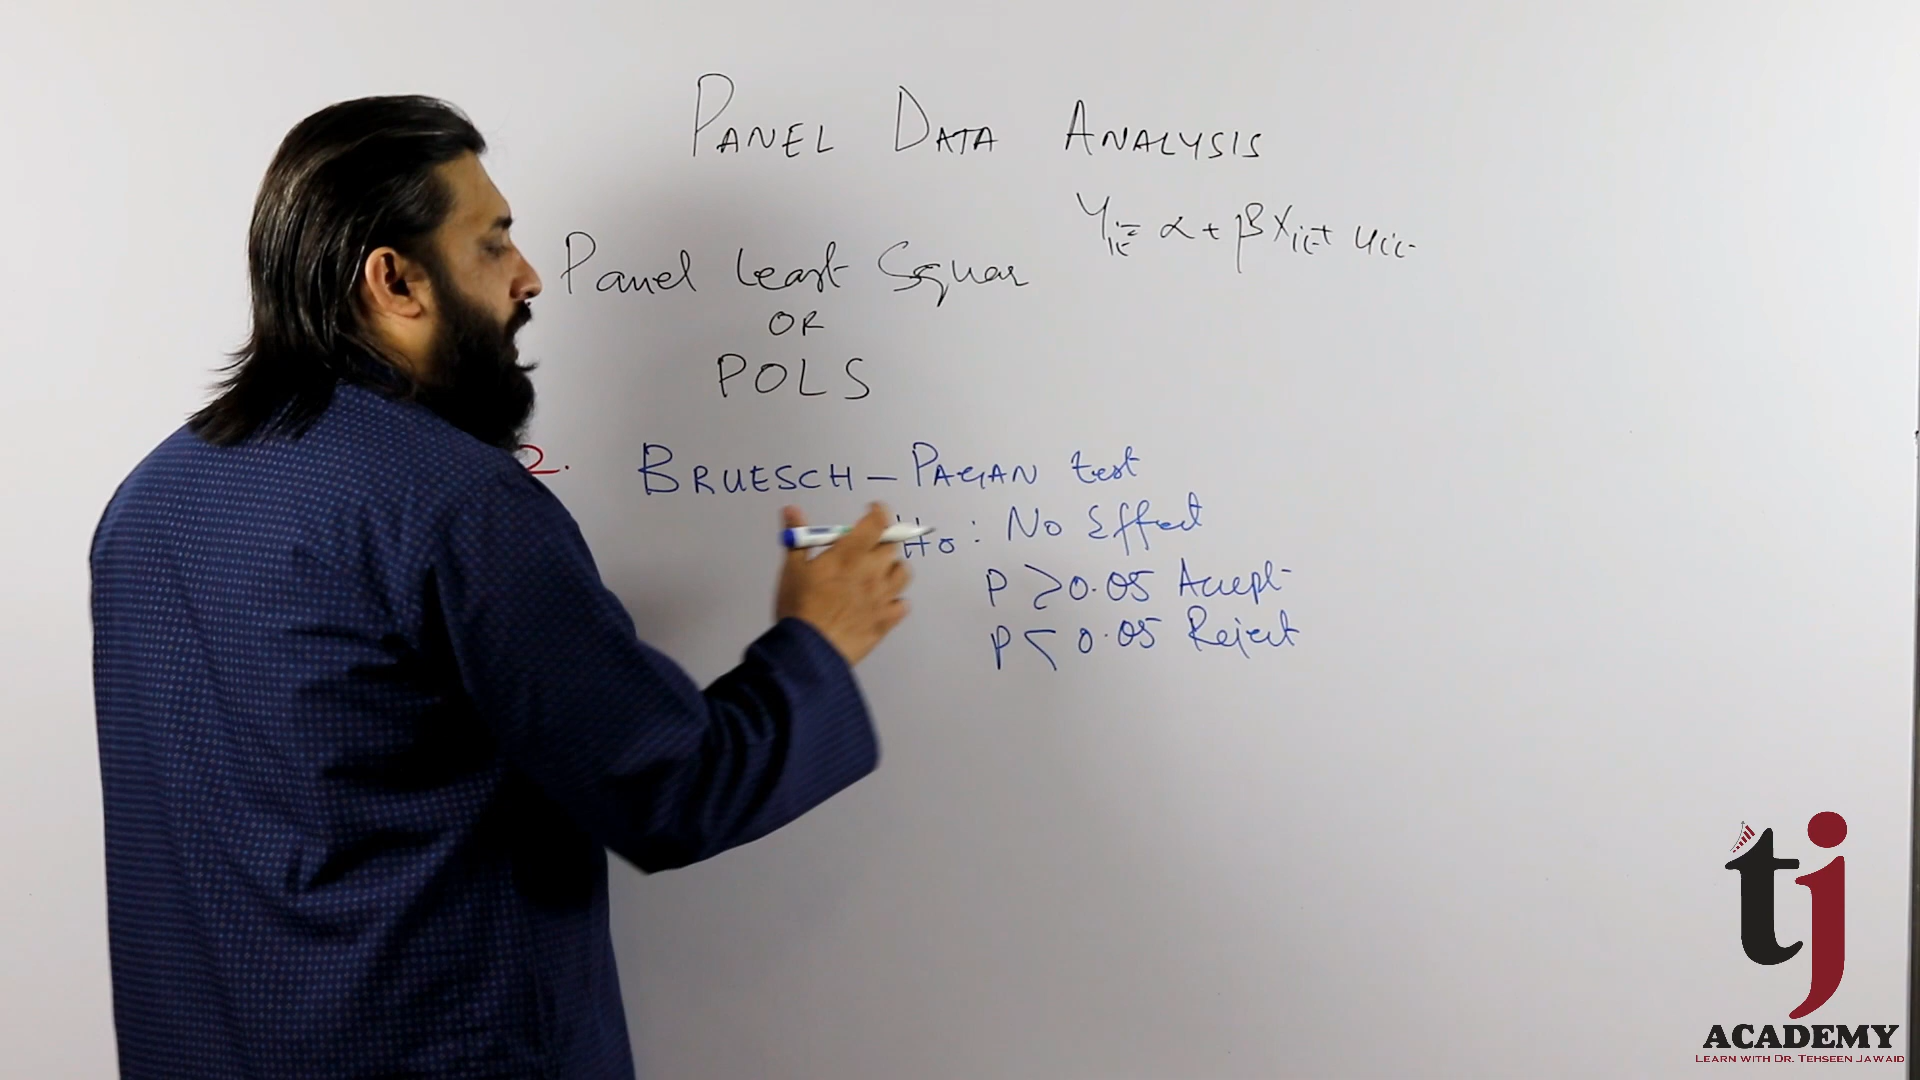 PANEL DATA ANALYSIS
Yit = α + βXit + uit
Panel Least Squar
OR
POLS
2. BRUESCH – PAGAN test
Ho : No Effect
P > 0.05 Accept
P < 0.05 Reject
tj
ACADEMY
LEARN WITH DR. TEHSEEN JAWAID